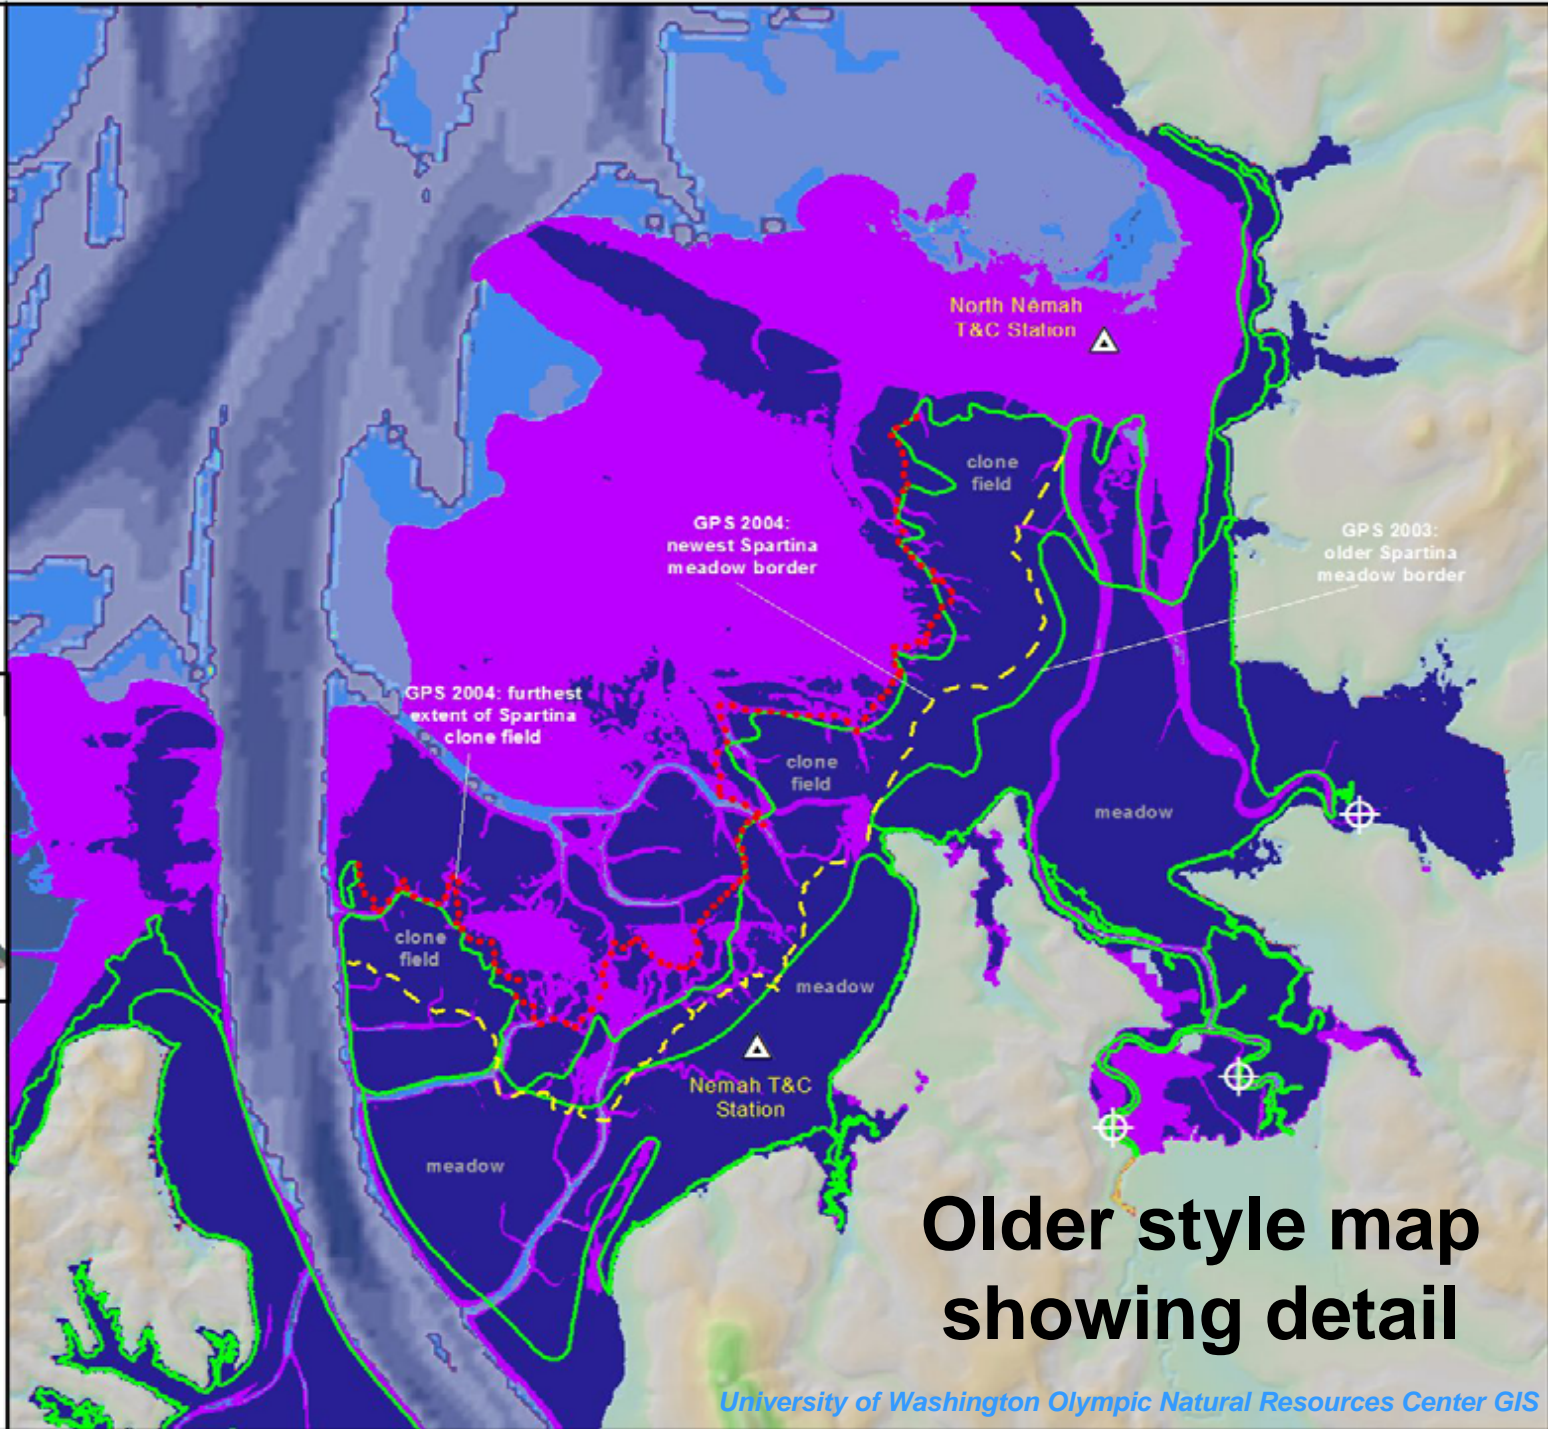 North Nemah
T&C Station
clone
field
GPS 2004:
newest Spartina
meadow border
GPS 2003:
older Spartina
meadow border
GPS 2004: furthest
extent of Spartina
clone field
clone
field
meadow
clone
field
meadow
Nemah T&C
Station
meadow
Older style map
showing detail
University of Washington Olympic Natural Resources Center GIS